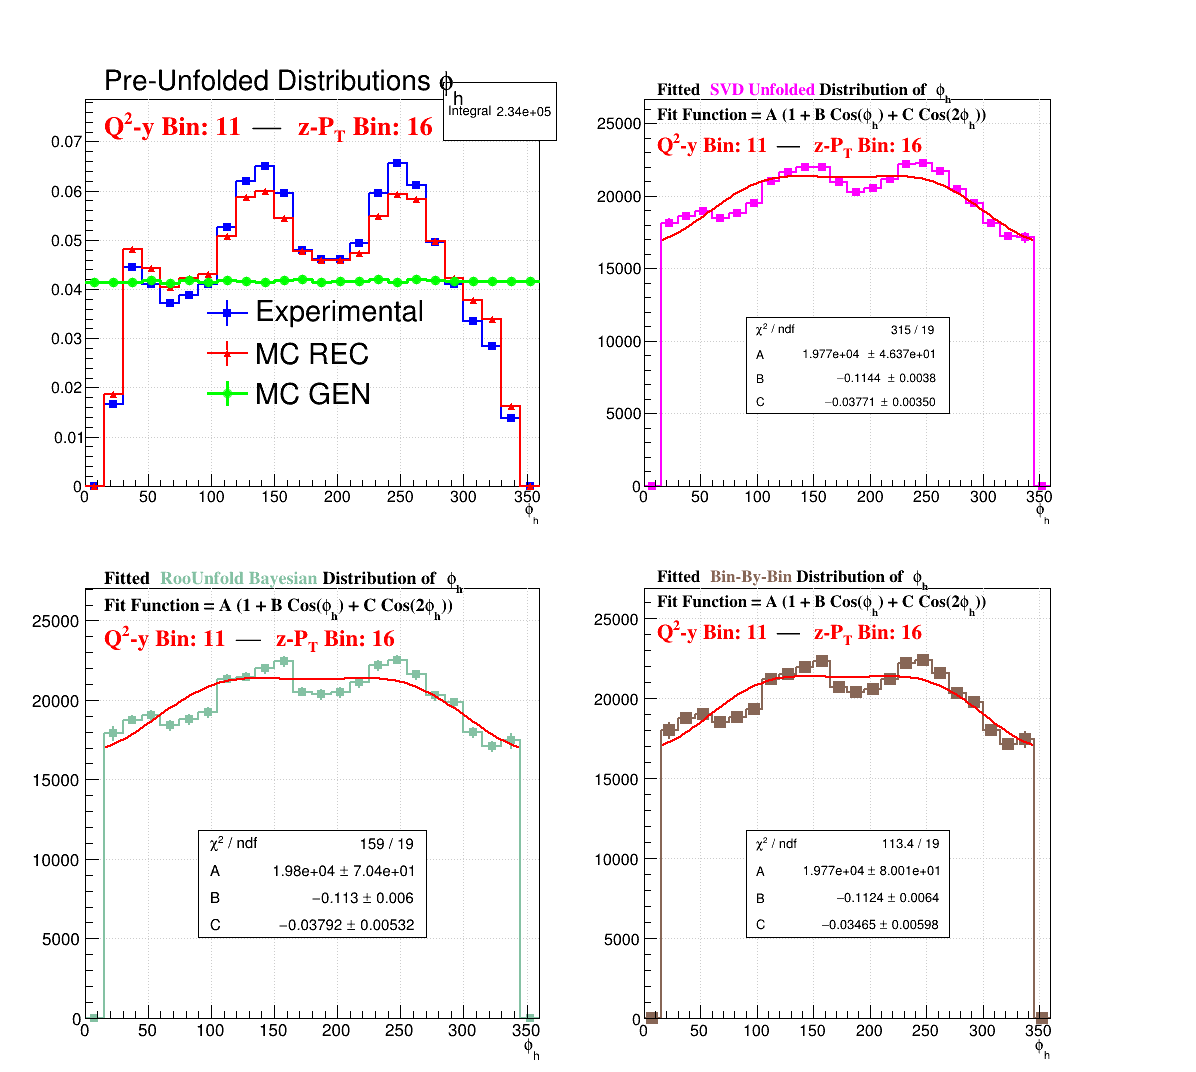 Pre-Unfolded Distributions ϕh
Integral 2.34e+05
Q2-y Bin: 11 — z-PT Bin: 16
0.07
0.06
0.05
0.04
0.03
0.02
0.01
0
Experimental
MC REC
MC GEN
0 50 100 150 200 250 300 350
ϕh
Fitted SVD Unfolded Distribution of ϕh
Fit Function = A (1 + B Cos(ϕh) + C Cos(2ϕh))
Q2-y Bin: 11 — z-PT Bin: 16
25000
20000
15000
10000
5000
0
χ2 / ndf 315 / 19
A 1.977e+04 ± 4.637e+01
B −0.1144 ± 0.0038
C −0.03771 ± 0.00350
0 50 100 150 200 250 300 350
ϕh
Fitted RooUnfold Bayesian Distribution of ϕh
Fit Function = A (1 + B Cos(ϕh) + C Cos(2ϕh))
Q2-y Bin: 11 — z-PT Bin: 16
25000
20000
15000
10000
5000
0
χ2 / ndf 159 / 19
A 1.98e+04 ± 7.04e+01
B −0.113 ± 0.006
C −0.03792 ± 0.00532
0 50 100 150 200 250 300 350
ϕh
Fitted Bin-By-Bin Distribution of ϕh
Fit Function = A (1 + B Cos(ϕh) + C Cos(2ϕh))
Q2-y Bin: 11 — z-PT Bin: 16
25000
20000
15000
10000
5000
0
χ2 / ndf 113.4 / 19
A 1.977e+04 ± 8.001e+01
B −0.1124 ± 0.0064
C −0.03465 ± 0.00598
0 50 100 150 200 250 300 350
ϕh